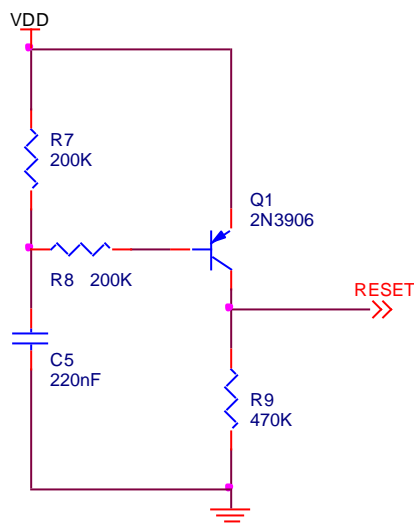 VDD
R7
200K
Q1
2N3906
R8 200K
RESET
C5
220nF
R9
470K